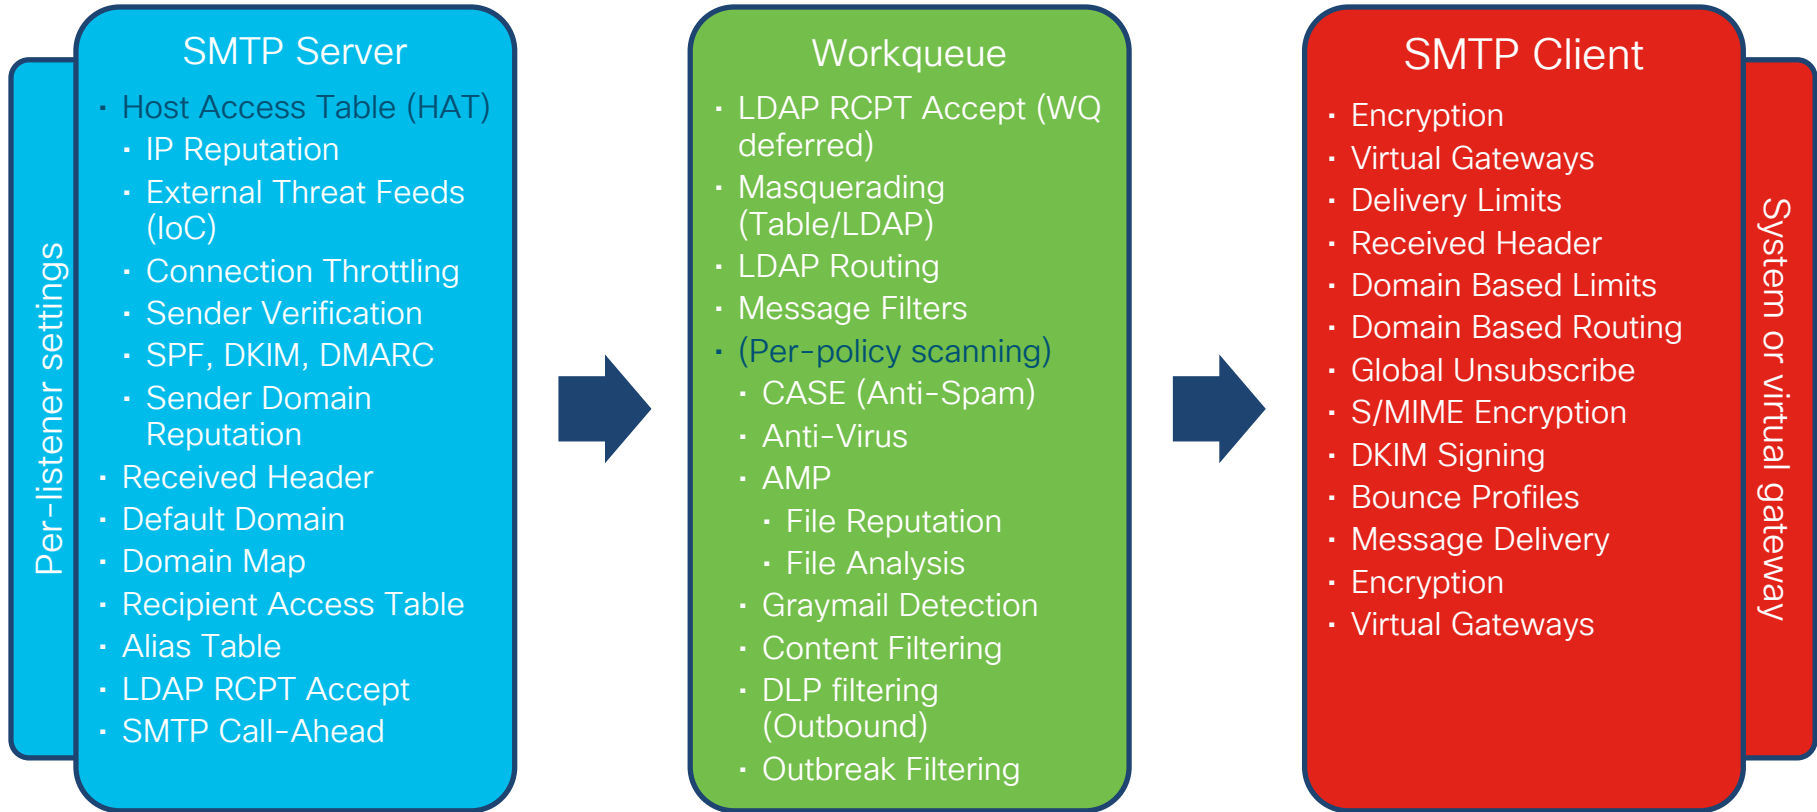 Per-listener settings
SMTP Server
· Host Access Table (HAT)
· IP Reputation
· External Threat Feeds
(IoC)
· Connection Throttling
· Sender Verification
· SPF, DKIM, DMARC
· Sender Domain
Reputation
· Received Header
· Default Domain
· Domain Map
· Recipient Access Table
· Alias Table
· LDAP RCPT Accept
· SMTP Call-Ahead
Workqueue
· LDAP RCPT Accept (WQ
deferred)
· Masquerading
(Table/LDAP)
· LDAP Routing
· Message Filters
· (Per-policy scanning)
· CASE (Anti-Spam)
· Anti-Virus
· AMP
· File Reputation
· File Analysis
· Graymail Detection
· Content Filtering
· DLP filtering
(Outbound)
· Outbreak Filtering
SMTP Client
· Encryption
· Virtual Gateways
· Delivery Limits
· Received Header
· Domain Based Limits
· Domain Based Routing
· Global Unsubscribe
· S/MIME Encryption
· DKIM Signing
· Bounce Profiles
· Message Delivery
· Encryption
· Virtual Gateways
System or virtual gateway